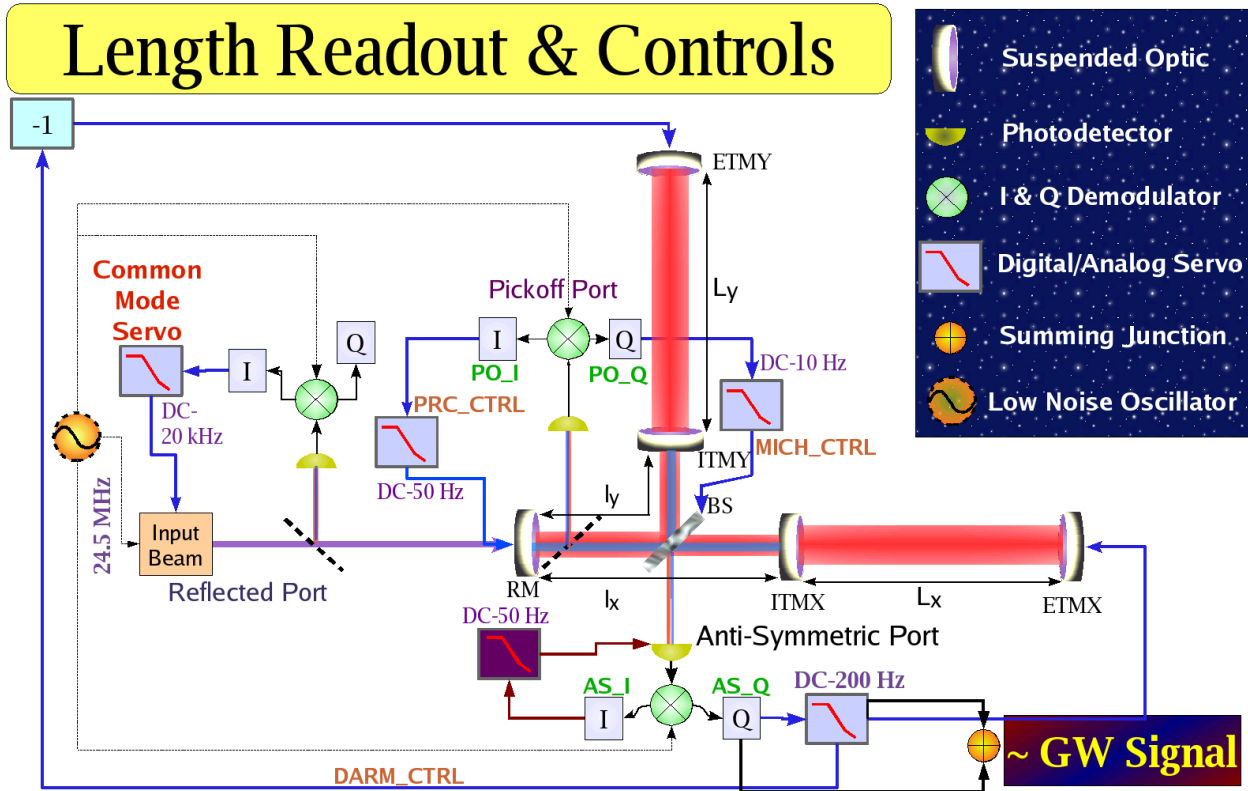 Length Readout & Controls
Suspended Optic
Photodetector
I & Q Demodulator
Digital/Analog Servo
Summing Junction
Low Noise Oscillator
-1
ETMY
Common
Mode
Servo
Pickoff Port
Ly
I
Q
PO_I
PO_Q
DC-10 Hz
I
Q
DC-
20 kHz
PRC_CTRL
DC-50 Hz
ITMY
MICH_CTRL
24.5 MHz
Input
Beam
Reflected Port
ly
BS
RM
lx
ITMX
Lx
ETMX
DC-50 Hz
Anti-Symmetric Port
AS_I
AS_Q
DC-200 Hz
I
Q
~ GW Signal
DARM_CTRL